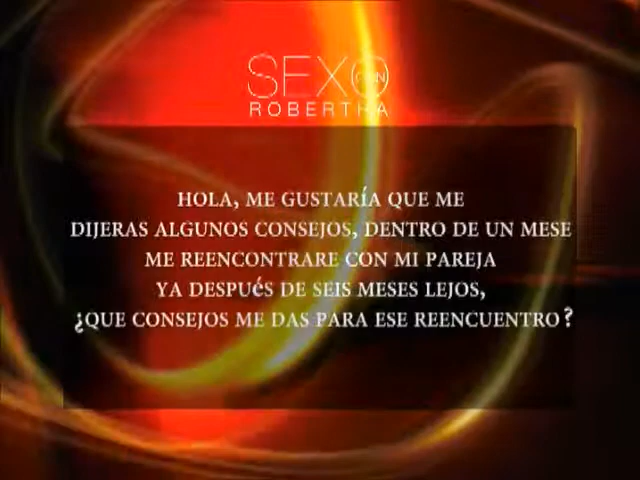 SEXO CON
ROBERTHA
HOLA, ME GUSTARÍA QUE ME
DIJERAS ALGUNOS CONSEJOS, DENTRO DE UN MESE
ME REENCONTRARE CON MI PAREJA
YA DESPUéS DE SEIS MESES LEJOS,
¿QUE CONSEJOS ME DAS PARA ESE REENCUENTRO?